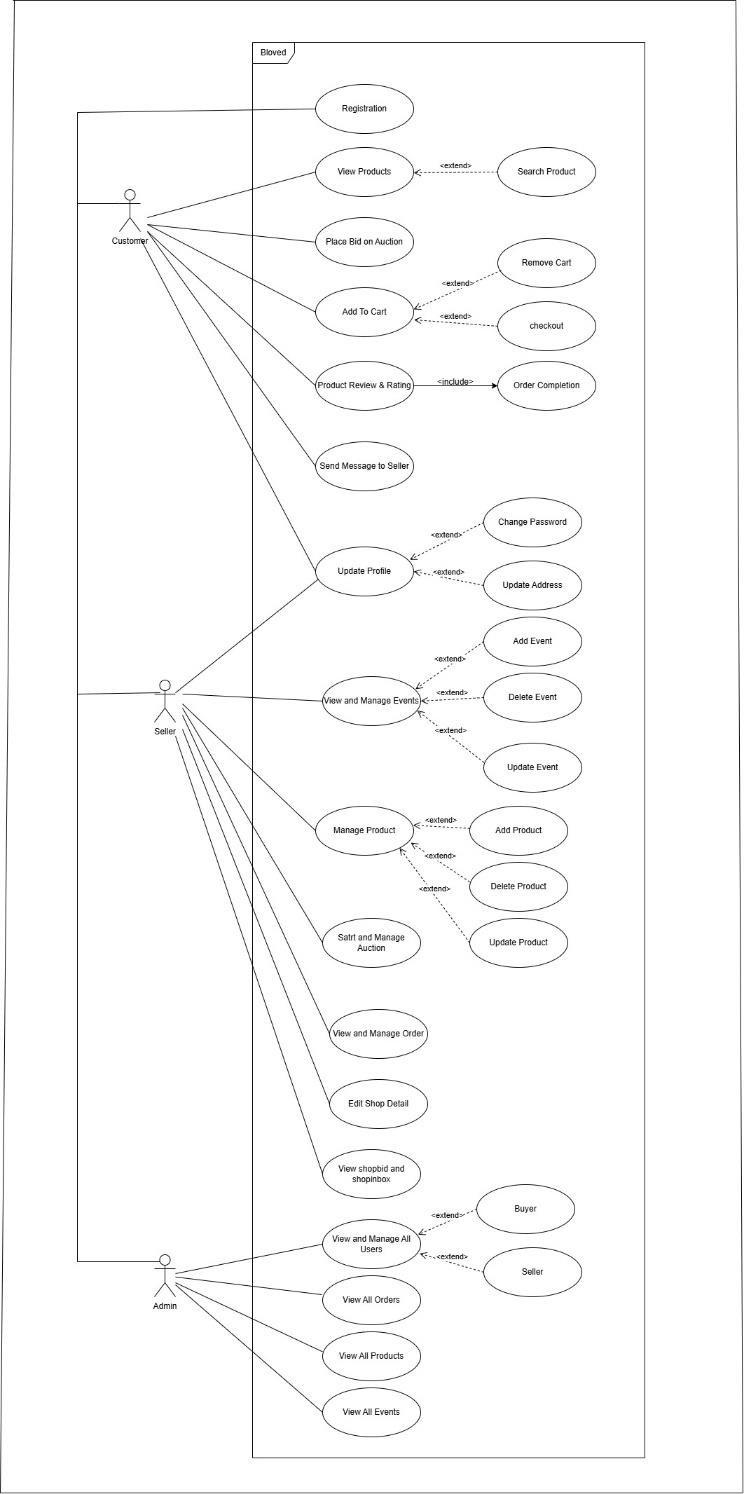 Bloved
Registration
View Products
<extend>
Search Product
Customer
Place Bid on Auction
Remove Cart
<extend>
Add To Cart
<extend>
checkout
Product Review & Rating
<include>
Order Completion
Send Message to Seller
Change Password
<extend>
Update Profile
<extend>
Update Address
Add Event
<extend>
Seller
View and Manage Events
<extend>
Delete Event
<extend>
Update Event
Manage Product
<extend>
Add Product
<extend>
Delete Product
<extend>
Satrt and Manage
Auction
Update Product
View and Manage Order
Edit Shop Detail
View shopbid and
shopinbox
Buyer
<extend>
View and Manage All
Users
<extend>
Seller
Admin
View All Orders
View All Products
View All Events